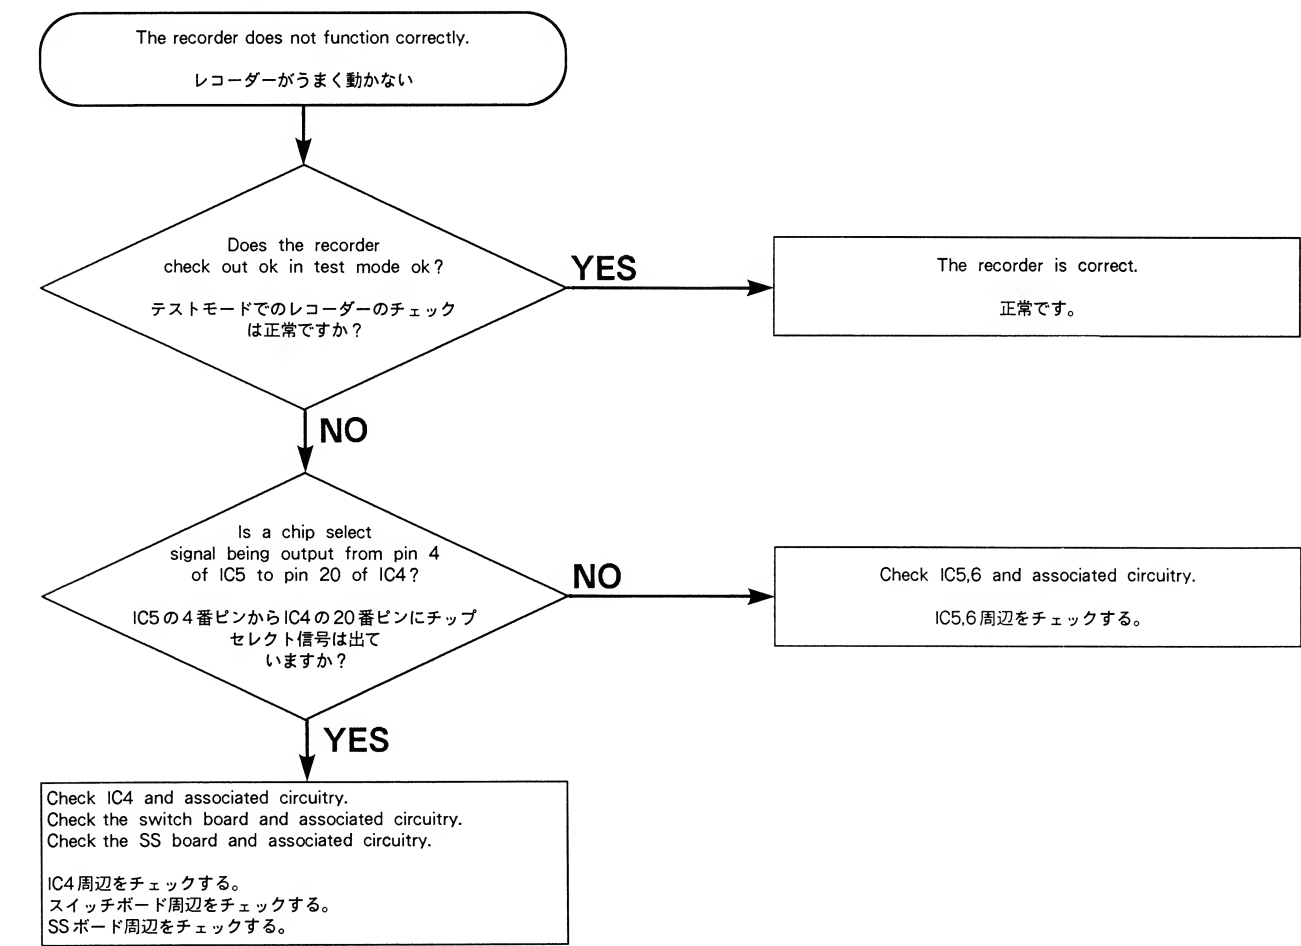 The recorder does not function correctly.
レコーダーがうまく動かない
Does the recorder
check out ok in test mode ok?
テストモードでのレコーダーのチェック
は正常ですか？
YES
The recorder is correct.
正常です。
NO
Is a chip select
signal being output from pin 4
of IC5 to pin 20 of IC4?
IC5の4番ピンからIC4の20番ピンにチップ
セレクト信号は出て
いますか？
NO
Check IC5,6 and associated circuitry.
IC5,6周辺をチェックする。
YES
Check IC4 and associated circuitry.
Check the switch board and associated circuitry.
Check the SS board and associated circuitry.
IC4周辺をチェックする。
スイッチボード周辺をチェックする。
SSボード周辺をチェックする。